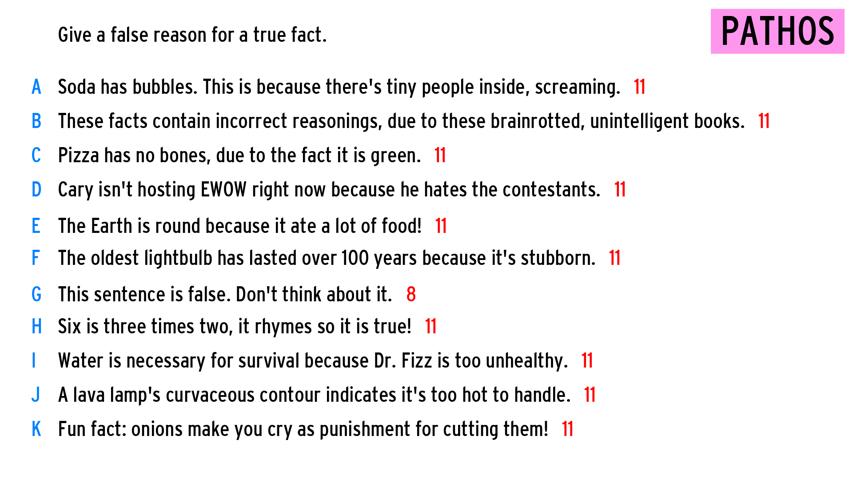 Give a false reason for a true fact.
PATHOS
A Soda has bubbles. This is because there's tiny people inside, screaming. 11
B These facts contain incorrect reasonings, due to these brainrotted, unintelligent books. 11
C Pizza has no bones, due to the fact it is green. 11
D Cary isn't hosting EWOW right now because he hates the contestants. 11
E The Earth is round because it ate a lot of food! 11
F The oldest lightbulb has lasted over 100 years because it's stubborn. 11
G This sentence is false. Don't think about it. 8
H Six is three times two, it rhymes so it is true! 11
I Water is necessary for survival because Dr. Fizz is too unhealthy. 11
J A lava lamp's curvaceous contour indicates it's too hot to handle. 11
K Fun fact: onions make you cry as punishment for cutting them! 11